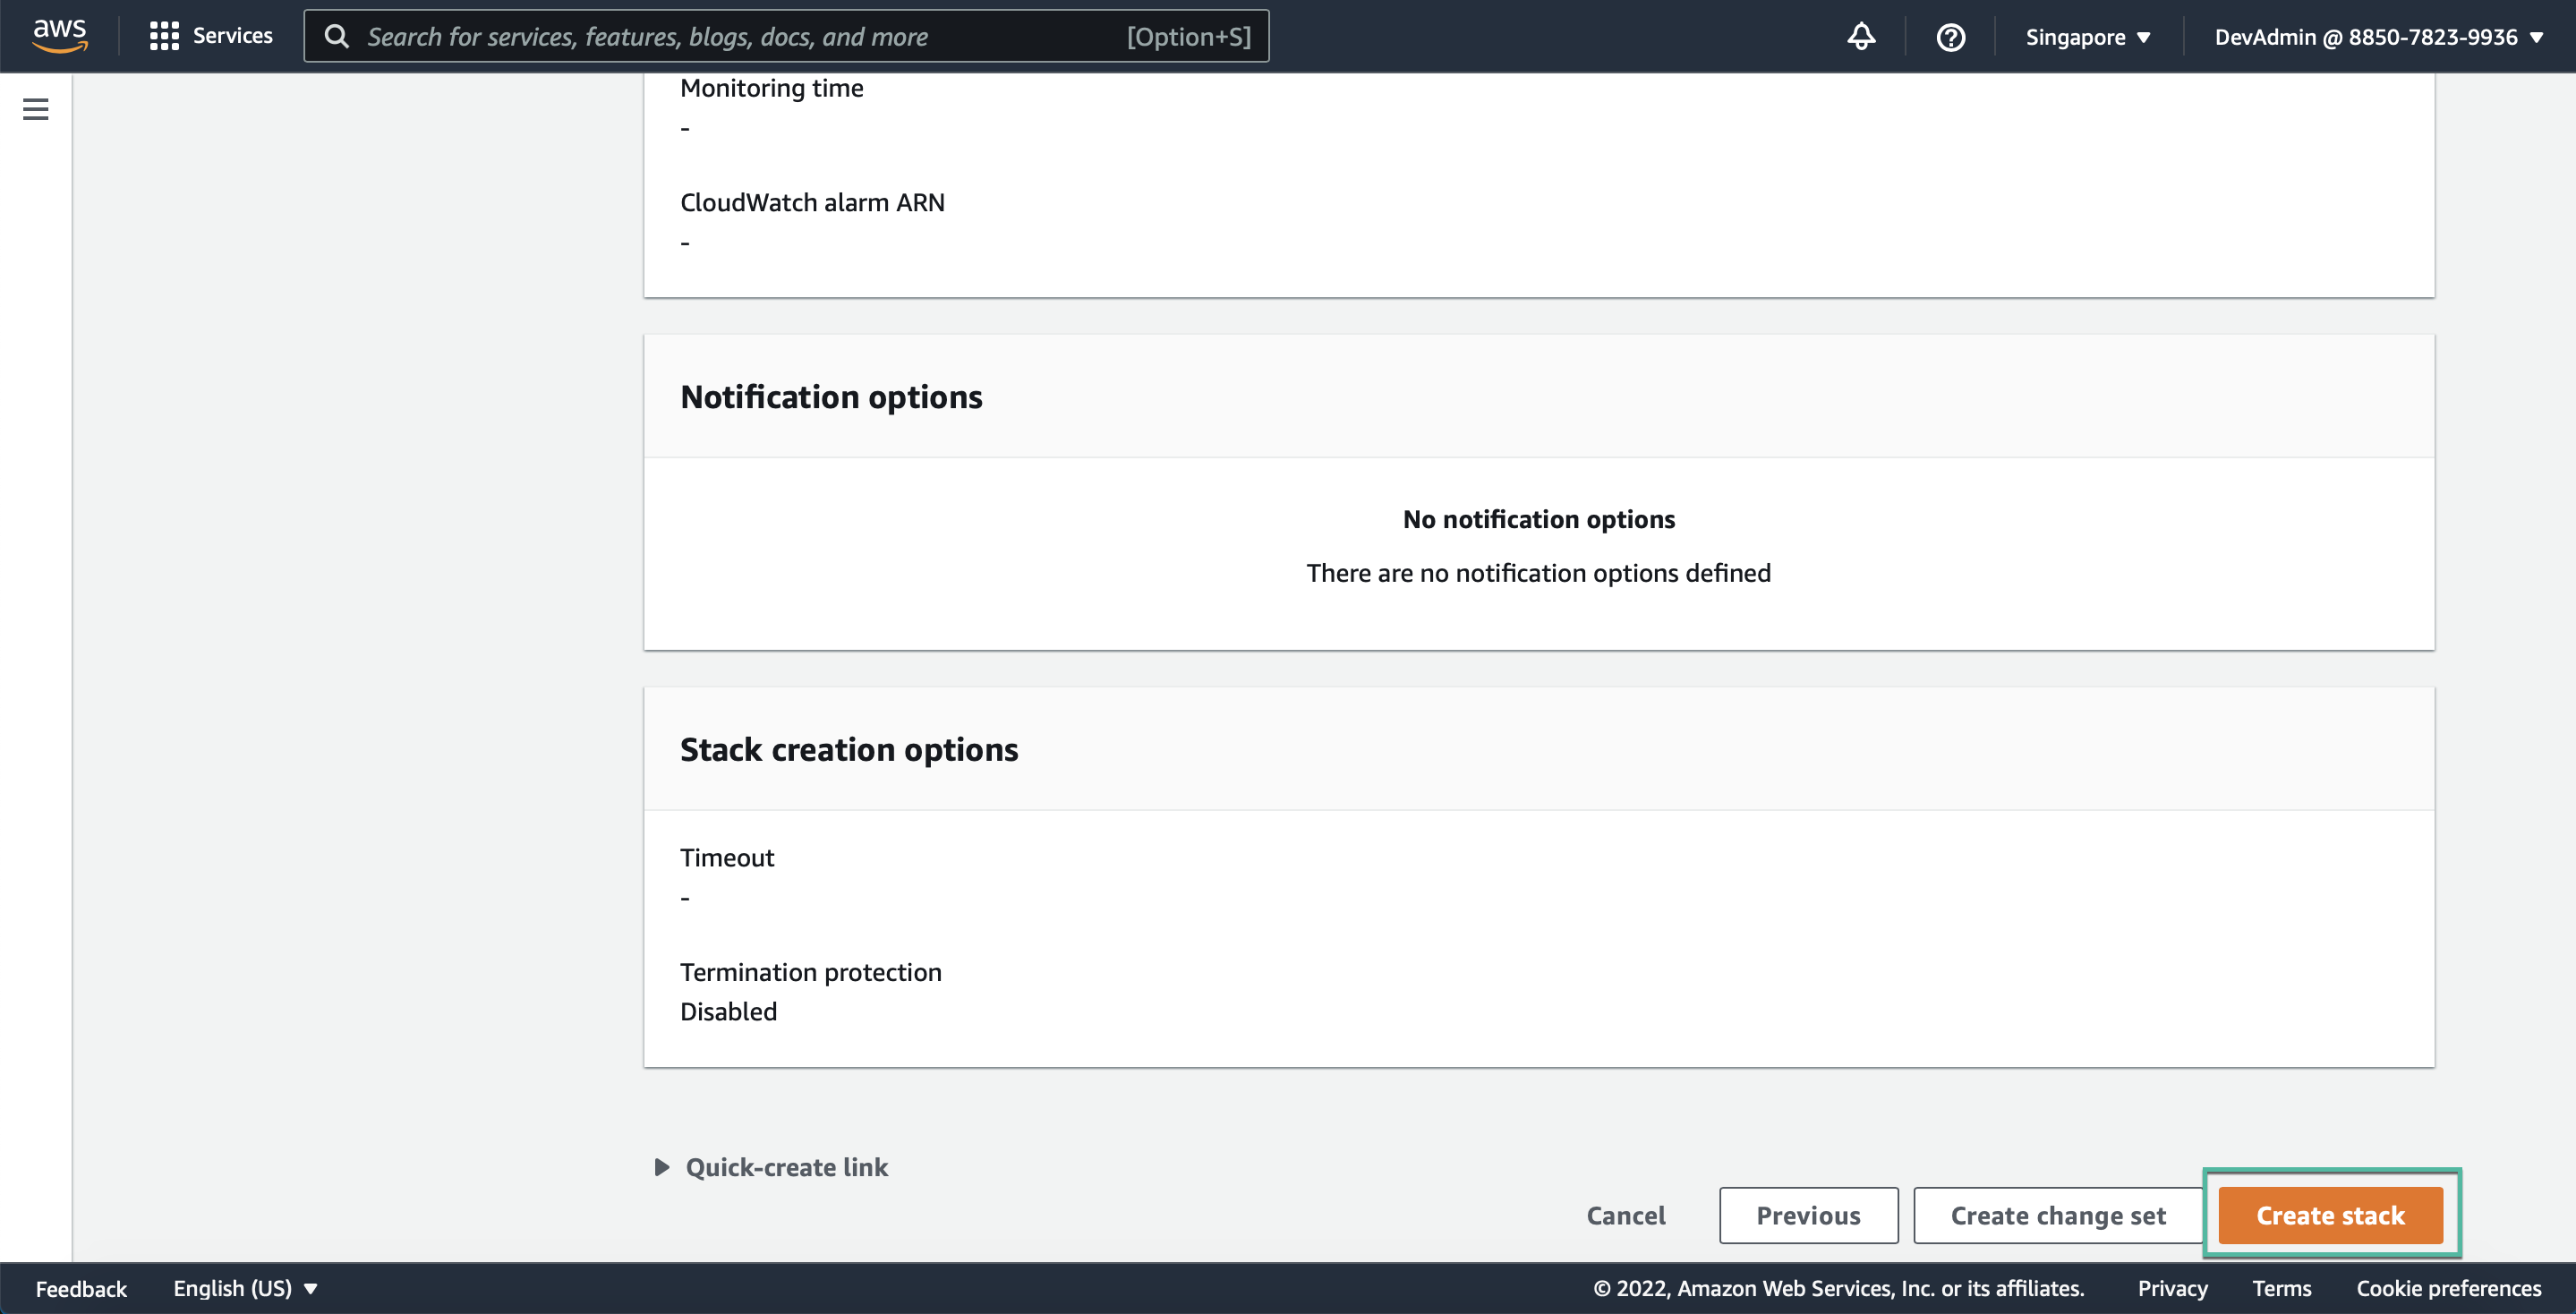 aws
Services
Search for services, features, blogs, docs, and more
[Option+S]
Singapore
DevAdmin @ 8850-7823-9936
Monitoring time
-
CloudWatch alarm ARN
-
Notification options
No notification options
There are no notification options defined
Stack creation options
Timeout
-
Termination protection
Disabled
Quick-create link
Cancel
Previous
Create change set
Create stack
Feedback
English (US)
© 2022, Amazon Web Services, Inc. or its affiliates.
Privacy
Terms
Cookie preferences